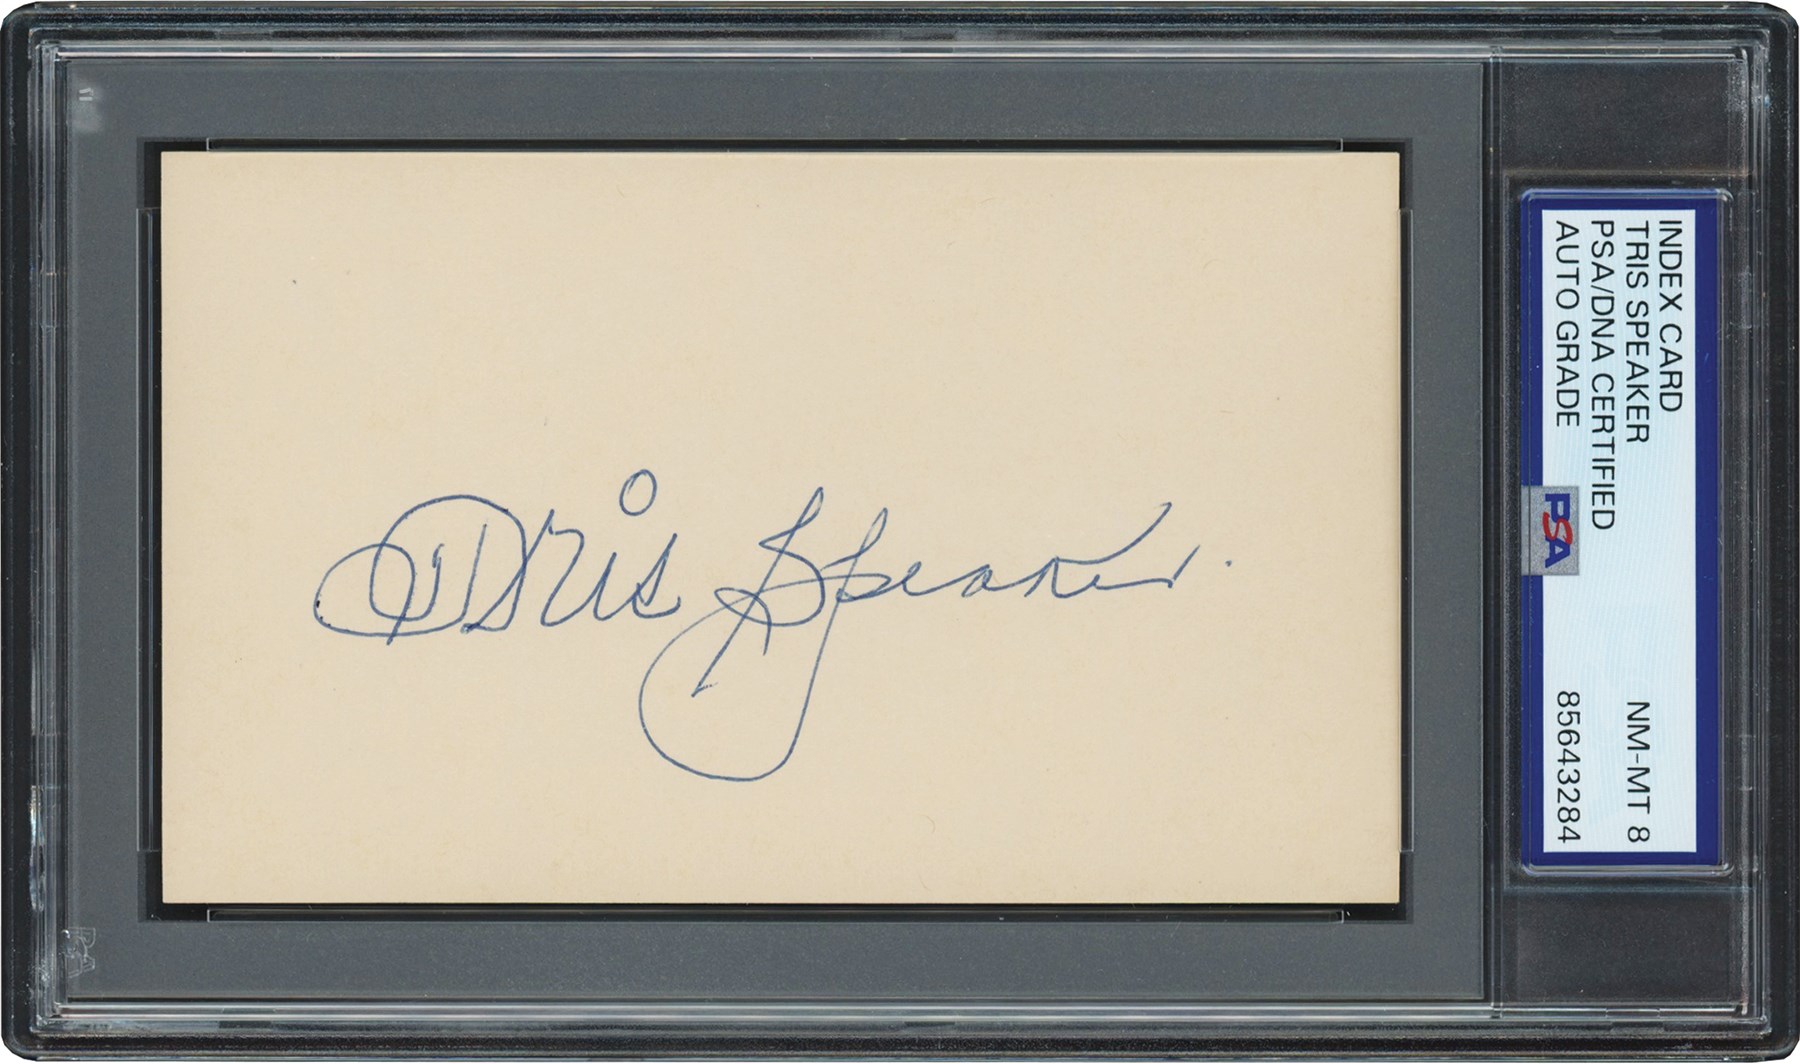 Tris Speaker.
INDEX CARD
TRIS SPEAKER NM-MT 8
PSA/DNA CERTIFIED
AUTO GRADE 85643284
PSA